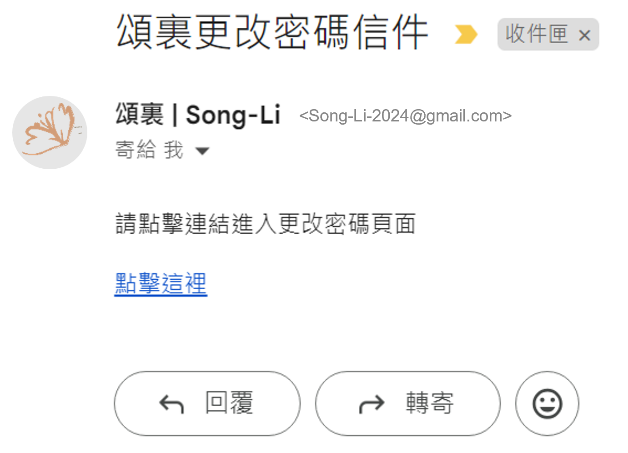 頌裏更改密碼信件 收件匣 ×
頌裏 | Song-Li <Song-Li-2024@gmail.com>
寄給 我
請點擊連結進入更改密碼頁面
點擊這裡
回覆 轉寄